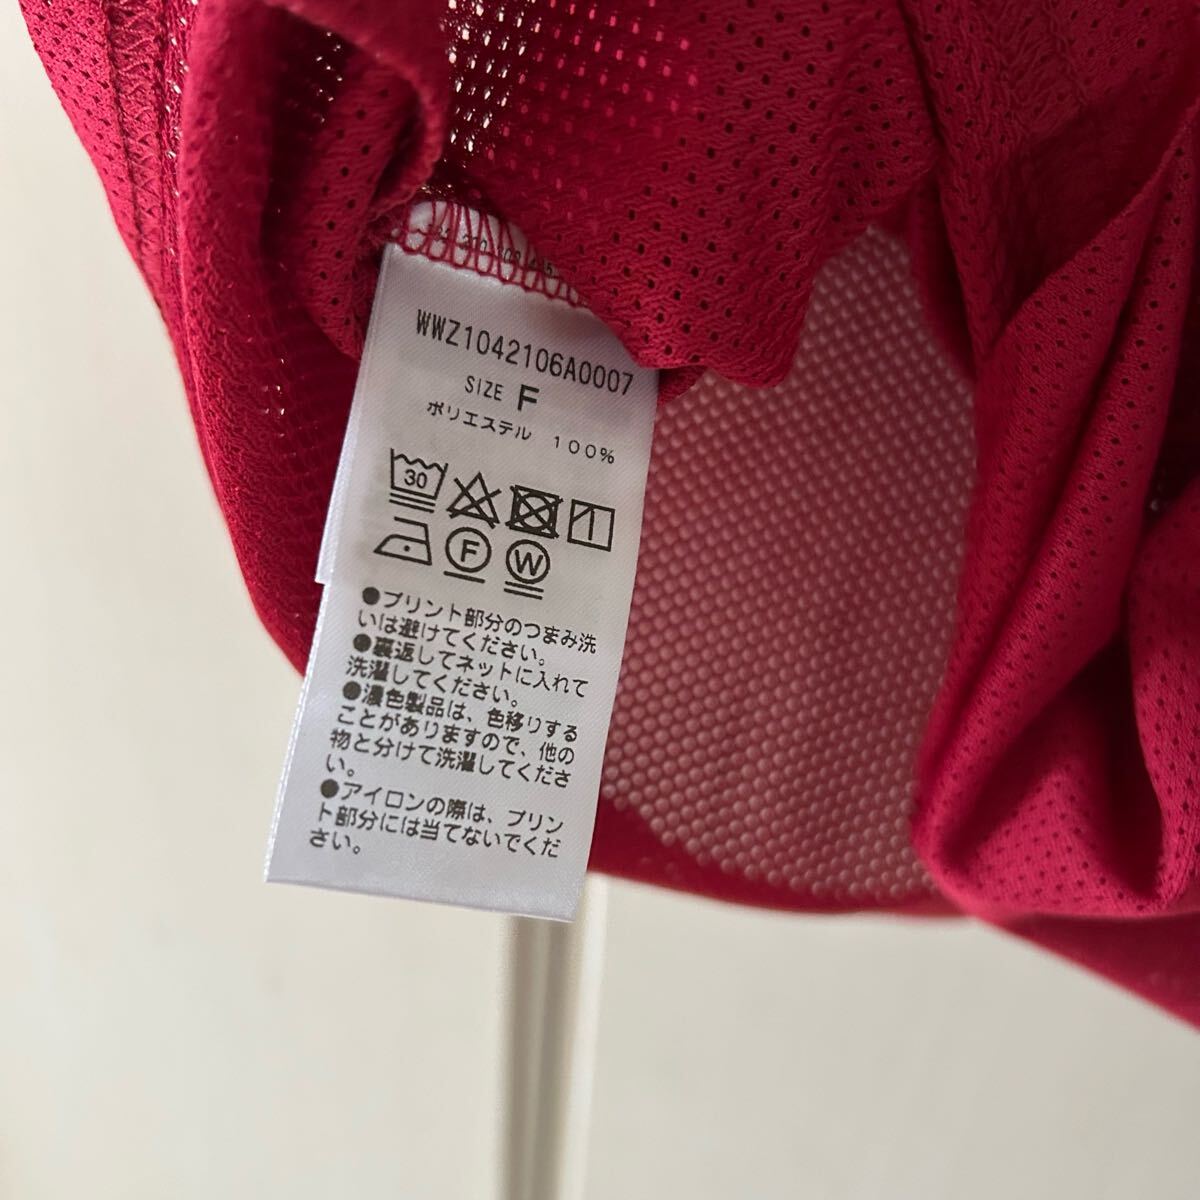 WWZ1042106A0007
SIZE F
ポリエステル 100%
30
F W
●プリント部分のつまみ洗
いは避けてください。
●裏返してネットに入れて
洗濯してください。
●濃色製品は、色移りする
ことがありますので、他の
物と分けて洗濯してくださ
い。
●アイロンの際は、プリン
ト部分には当てないでくだ
さい。